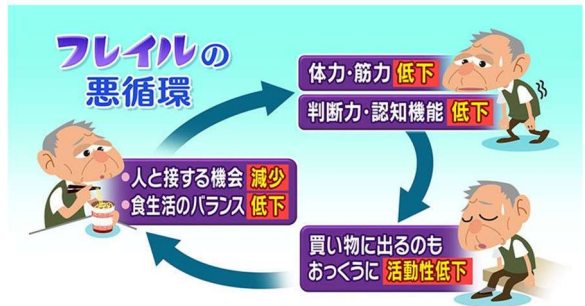 フレイルの
悪循環
体力・筋力 低下
判断力・認知機能 低下
買い物に出るのも
おっくうに 活動性低下
・人と接する機会 減少
・食生活のバランス 低下